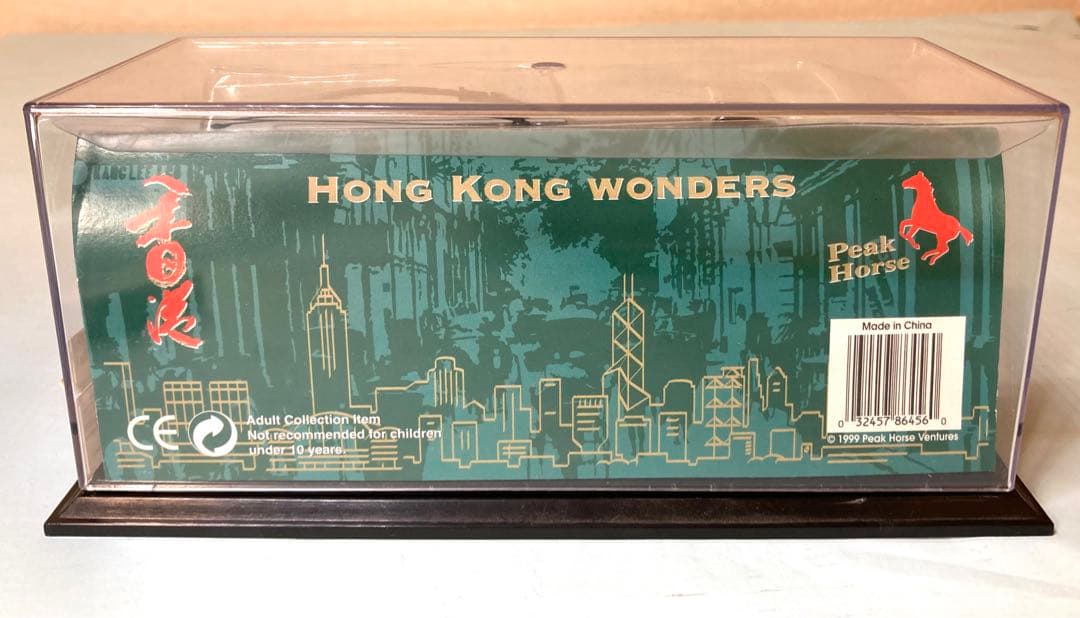 HONG KONG WONDERS
香港
Peak
Horse
Made in China
0 32457 86456 0
© 1999 Peak Horse Ventures
CE
Adult Collection Item
Not recommended for children
under 10 years.